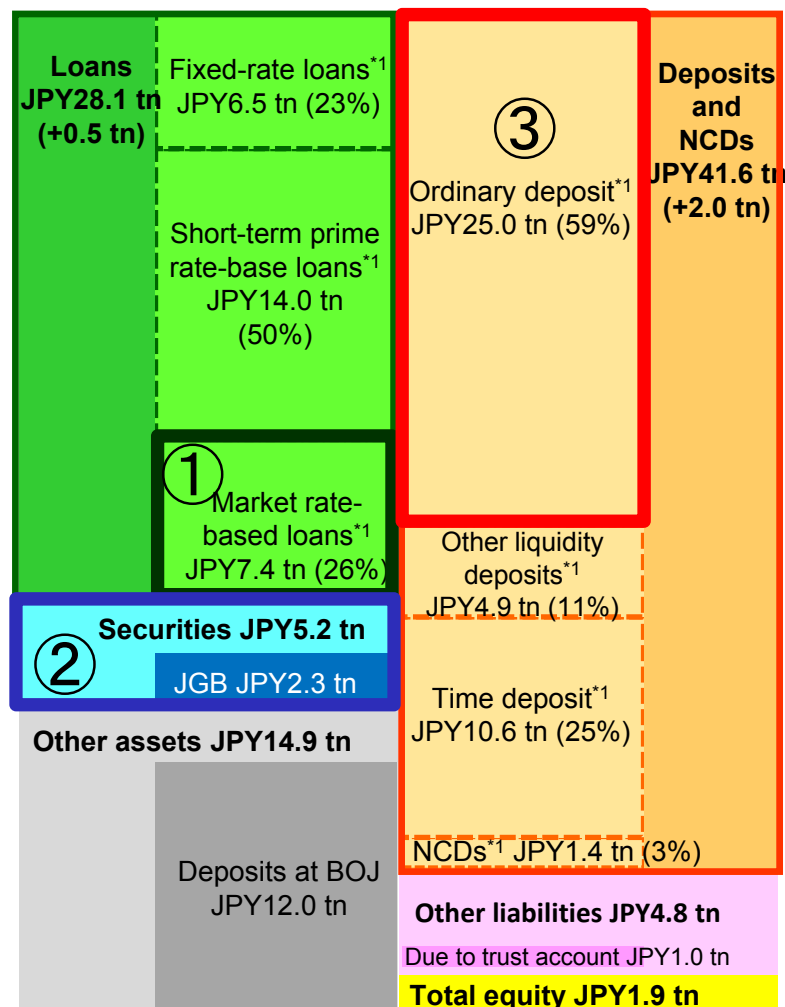 Loans
JPY28.1 tn
(+0.5 tn)
Fixed-rate loans*1
JPY6.5 tn (23%)
Short-term prime
rate-base loans*1
JPY14.0 tn
(50%)
①
Market rate-
based loans*1
JPY7.4 tn (26%)
②
Securities JPY5.2 tn
JGB JPY2.3 tn
Other assets JPY14.9 tn
Deposits at BOJ
JPY12.0 tn
③
Ordinary deposit*1
JPY25.0 tn (59%)
Other liquidity
deposits*1
JPY4.9 tn (11%)
Time deposit*1
JPY10.6 tn (25%)
NCDs*1 JPY1.4 tn (3%)
Deposits
and
NCDs
JPY41.6 tn
(+2.0 tn)
Other liabilities JPY4.8 tn
Due to trust account JPY1.0 tn
Total equity JPY1.9 tn